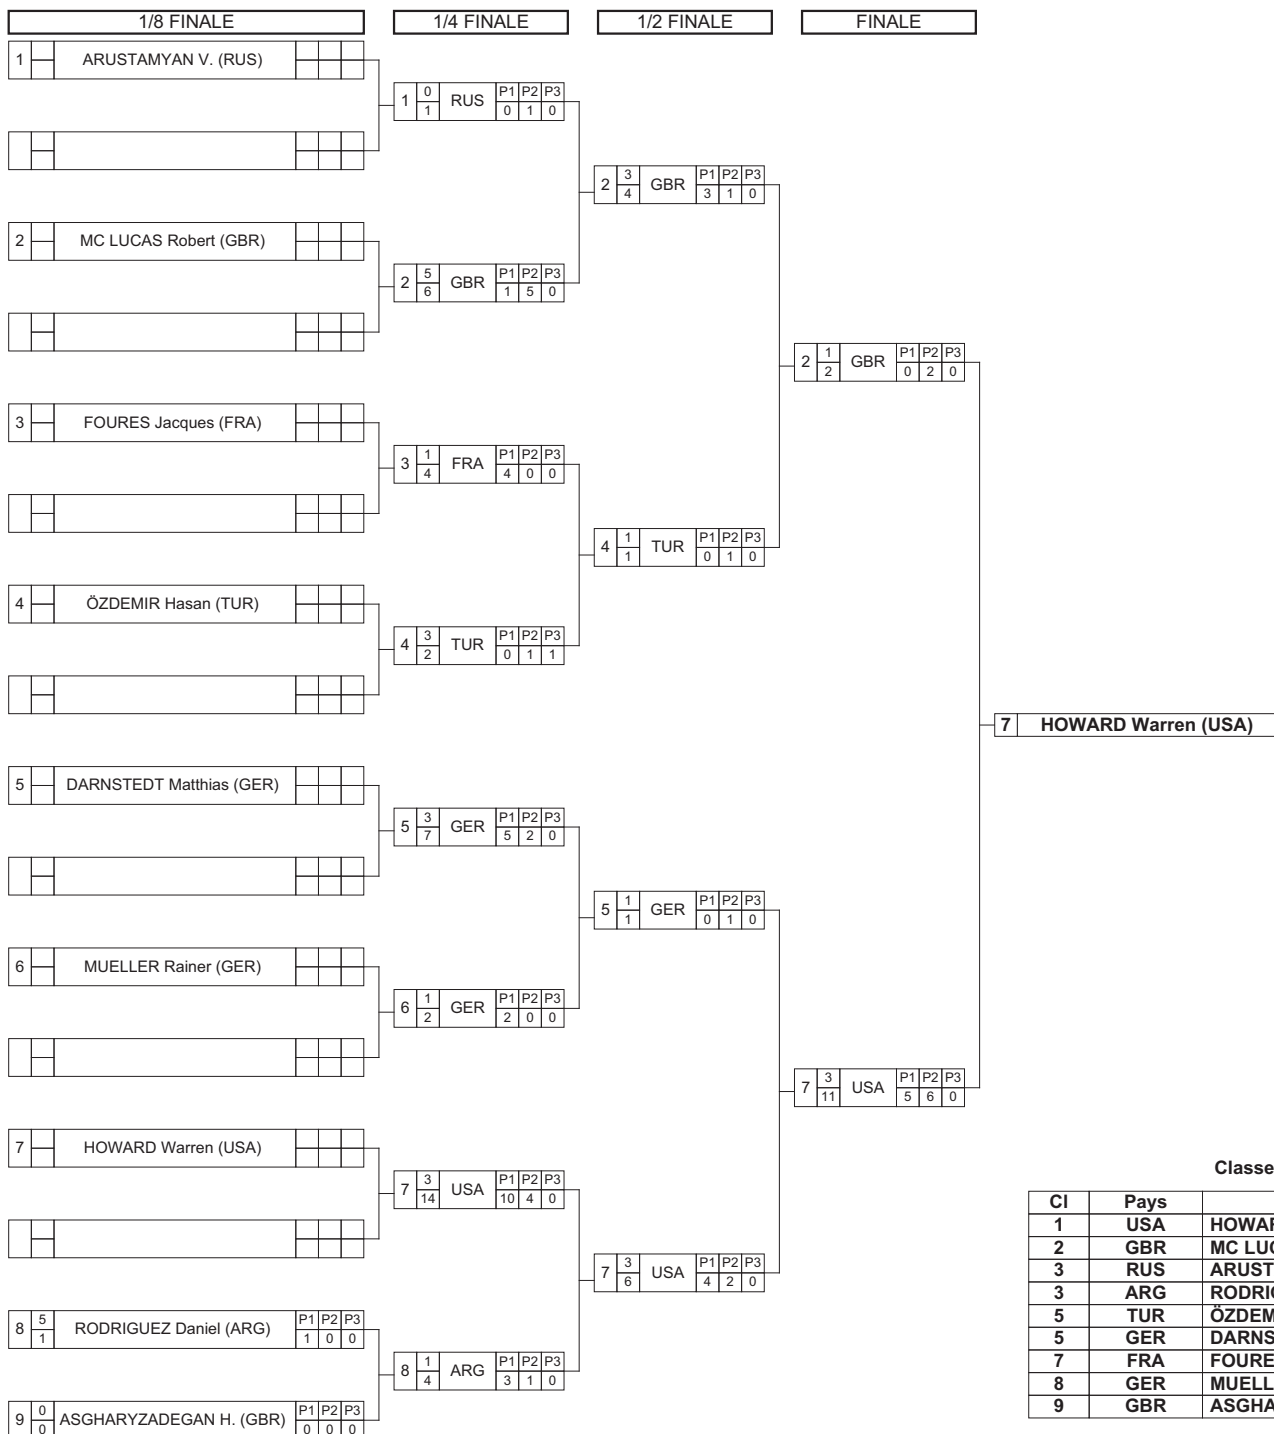 1/8 FINALE 1/4 FINALE 1/2 FINALE FINALE
1 ARUSTAMYAN V. (RUS)
1 0 1 RUS P1 P2 P3 0 1 0
2 3 4 GBR P1 P2 P3 3 1 0
2 MC LUCAS Robert (GBR)
2 5 6 GBR P1 P2 P3 1 5 0
2 1 2 GBR P1 P2 P3 0 2 0
3 FOURES Jacques (FRA)
3 1 4 FRA P1 P2 P3 4 0 0
4 1 1 TUR P1 P2 P3 0 1 0
4 ÖZDEMIR Hasan (TUR)
4 3 2 TUR P1 P2 P3 0 1 1
7 HOWARD Warren (USA)
5 DARNSTEDT Matthias (GER)
5 3 7 GER P1 P2 P3 5 2 0
5 1 1 GER P1 P2 P3 0 1 0
6 MUELLER Rainer (GER)
6 1 2 GER P1 P2 P3 2 0 0
7 3 11 USA P1 P2 P3 5 6 0
7 HOWARD Warren (USA)
7 3 14 USA P1 P2 P3 10 4 0
7 3 6 USA P1 P2 P3 4 2 0
8 5 1 RODRIGUEZ Daniel (ARG) P1 P2 P3 1 0 0
8 1 4 ARG P1 P2 P3 3 1 0
9 0 0 ASGHARYZADEGAN H. (GBR) P1 P2 P3 0 0 0
Classe
Cl Pays
1 USA HOWAR
2 GBR MC LUC
3 RUS ARUST
3 ARG RODRIG
5 TUR ÖZDEM
5 GER DARNS
7 FRA FOURE
8 GER MUELL
9 GBR ASGHA